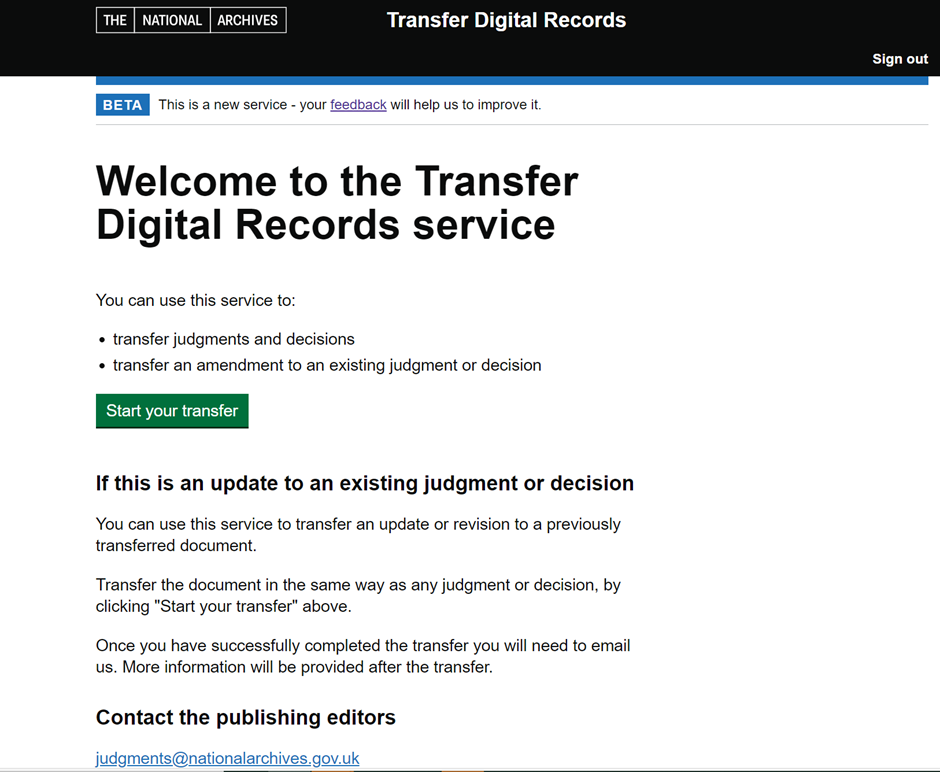 THE NATIONAL ARCHIVES
Transfer Digital Records
Sign out
BETA This is a new service - your feedback will help us to improve it.
Welcome to the Transfer
Digital Records service
You can use this service to:
• transfer judgments and decisions
• transfer an amendment to an existing judgment or decision
Start your transfer
If this is an update to an existing judgment or decision
You can use this service to transfer an update or revision to a previously
transferred document.
Transfer the document in the same way as any judgment or decision, by
clicking "Start your transfer" above.
Once you have successfully completed the transfer you will need to email
us. More information will be provided after the transfer.
Contact the publishing editors
judgments@nationalarchives.gov.uk